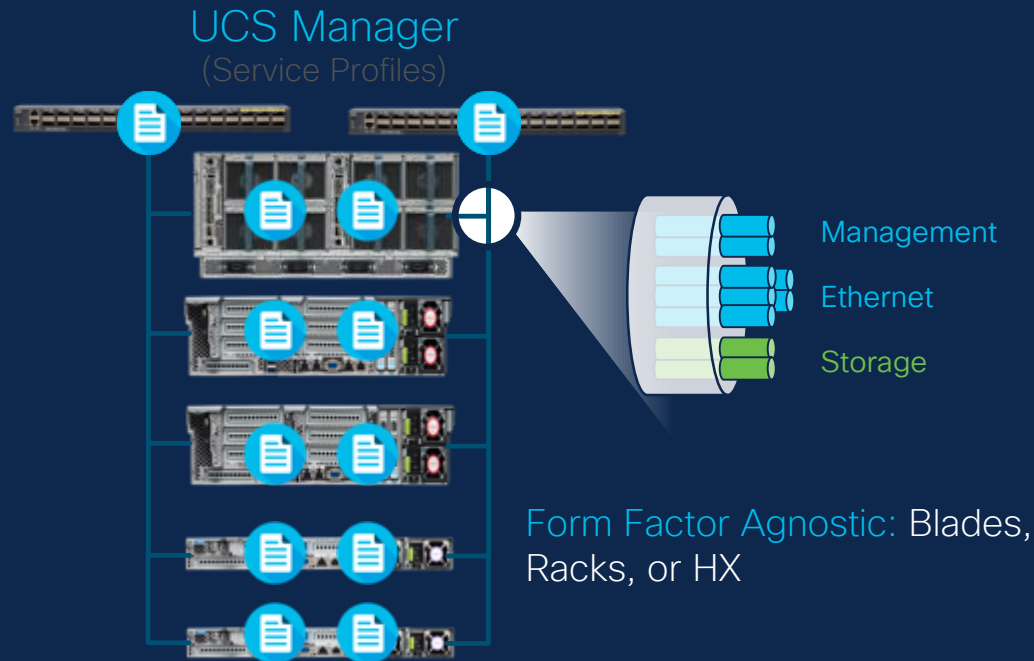 UCS Manager
(Service Profiles)
Management
Ethernet
Storage
Form Factor Agnostic: Blades,
Racks, or HX